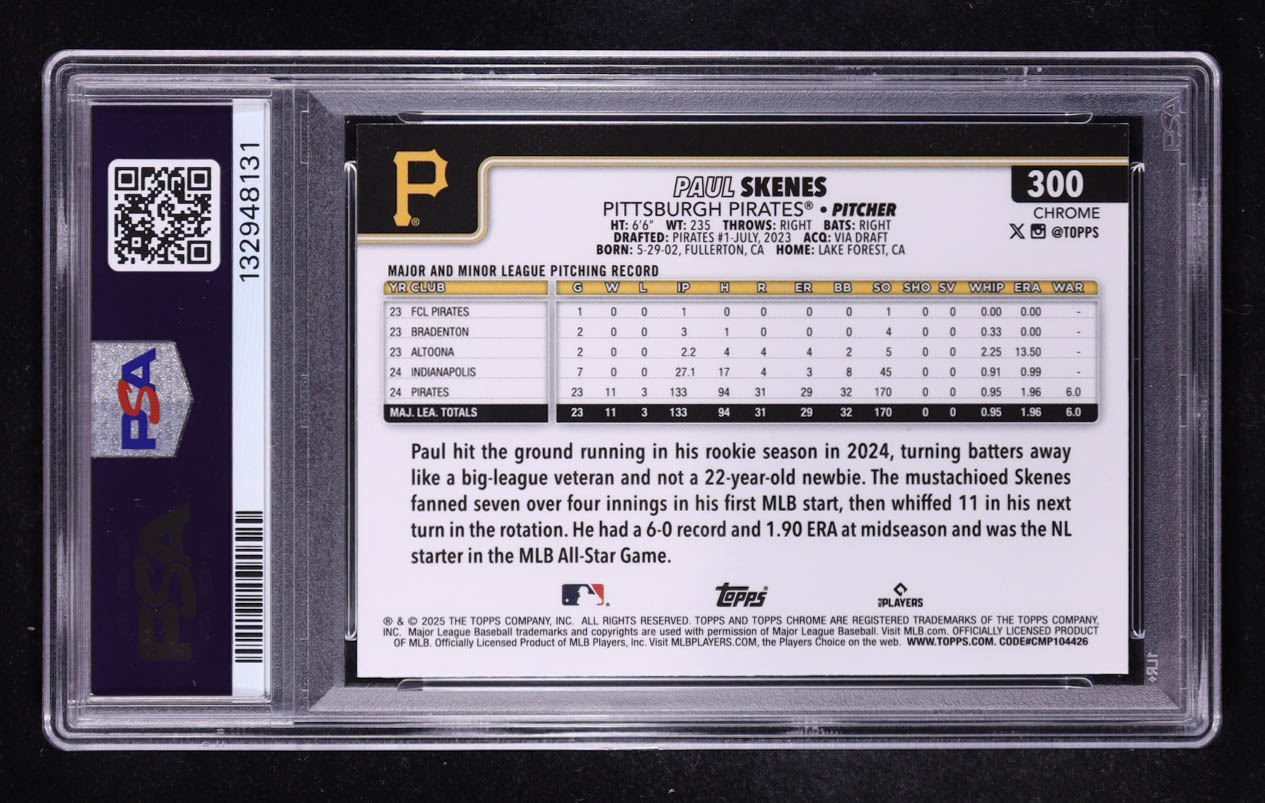 132948131
PSA
PSA
PSA
P®
PAUL SKENES
PITTSBURGH PIRATES® • PITCHER
HT: 6'6" WT: 235 THROWS: RIGHT BATS: RIGHT
DRAFTED: PIRATES #1-JULY, 2023 ACQ: VIA DRAFT
BORN: 5-29-02, FULLERTON, CA HOME: LAKE FOREST, CA
300
CHROME
X @TOPPS
MAJOR AND MINOR LEAGUE PITCHING RECORD
YR CLUB G W L IP H R ER BB SO SHO SV WHIP ERA WAR
23 FCL PIRATES 1 0 0 1 0 0 0 0 1 0 0 0.00 0.00 -
23 BRADENTON 2 0 0 3 1 0 0 0 4 0 0 0.33 0.00 -
23 ALTOONA 2 0 0 2.2 4 4 4 2 5 0 0 2.25 13.50 -
24 INDIANAPOLIS 7 0 0 27.1 17 4 3 8 45 0 0 0.91 0.99 -
24 PIRATES 23 11 3 133 94 31 29 32 170 0 0 0.95 1.96 6.0
MAJ. LEA. TOTALS 23 11 3 133 94 31 29 32 170 0 0 0.95 1.96 6.0
Paul hit the ground running in his rookie season in 2024, turning batters away
like a big-league veteran and not a 22-year-old newbie. The mustachioed Skenes
fanned seven over four innings in his first MLB start, then whiffed 11 in his next
turn in the rotation. He had a 6-0 record and 1.90 ERA at midseason and was the NL
starter in the MLB All-Star Game.
Topps
MLB PLAYERS
® & © 2025 THE TOPPS COMPANY, INC. ALL RIGHTS RESERVED. TOPPS AND TOPPS CHROME ARE REGISTERED TRADEMARKS OF THE TOPPS COMPANY,
INC. Major League Baseball trademarks and copyrights are used with permission of Major League Baseball. Visit MLB.com. OFFICIALLY LICENSED PRODUCT
OF MLB. Officially Licensed Product of MLB Players, Inc. Visit MLBPLAYERS.COM, the Players Choice on the web. WWW.TOPPS.COM. CODE#CMP104426
1LR+